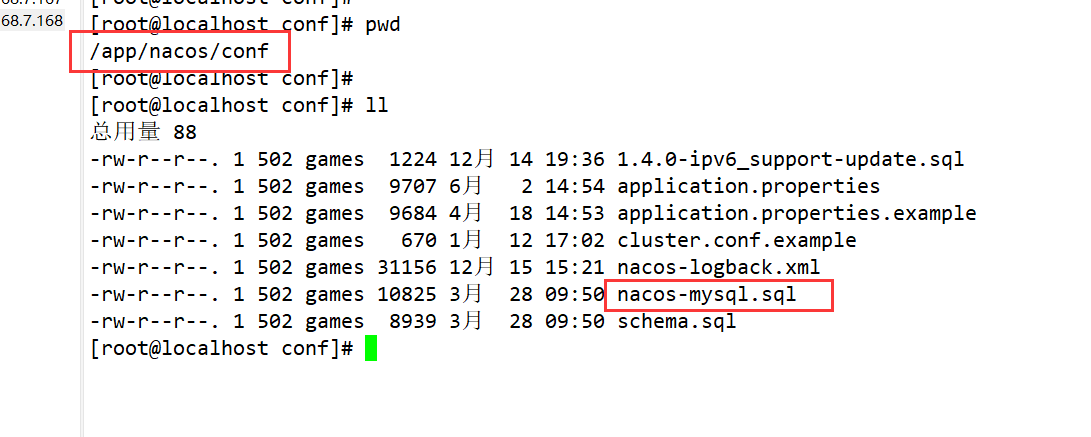 68.7.167
[root@localhost conf]#
68.7.168
[root@localhost conf]# pwd
/app/nacos/conf
[root@localhost conf]#
[root@localhost conf]# ll
总用量 88
-rw-r--r--. 1 502 games  1224 12月 14 19:36 1.4.0-ipv6_support-update.sql
-rw-r--r--. 1 502 games  9707 6月   2 14:54 application.properties
-rw-r--r--. 1 502 games  9684 4月  18 14:53 application.properties.example
-rw-r--r--. 1 502 games   670 1月  12 17:02 cluster.conf.example
-rw-r--r--. 1 502 games 31156 12月 15 15:21 nacos-logback.xml
-rw-r--r--. 1 502 games 10825 3月  28 09:50 nacos-mysql.sql
-rw-r--r--. 1 502 games  8939 3月  28 09:50 schema.sql
[root@localhost conf]#